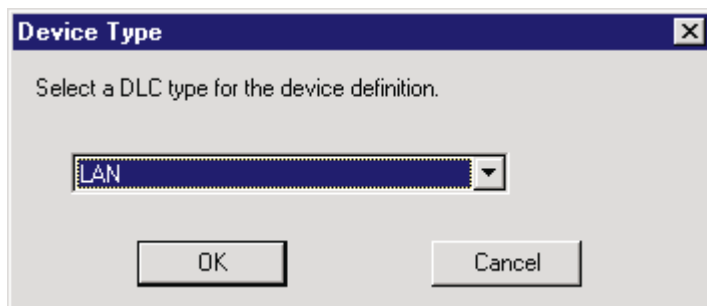 Device Type
Select a DLC type for the device definition.
LAN
OK Cancel